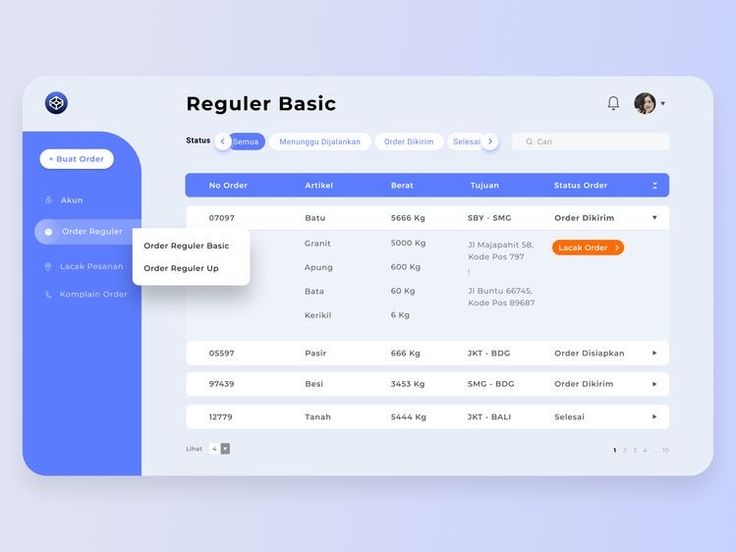 Reguler Basic
Status Semua Menunggu Dijalankan Order Dikirim Selesai Cari
+ Buat Order
Akun
Order Reguler
Order Reguler Basic
Order Reguler Up
Lacak Pesanan
Komplain Order
No Order Artikel Berat Tujuan Status Order
07097 Batu 5666 Kg SBY - SMG Order Dikirim
Granit 5000 Kg Jl Majapahit 58,
Kode Pos 797
Lacak Order
Apung 600 Kg
Bata 60 Kg Jl Buntu 66745,
Kode Pos 89687
Kerikil 6 Kg
05597 Pasir 666 Kg JKT - BDG Order Disiapkan
97439 Besi 3453 Kg SMG - BDG Order Dikirim
12779 Tanah 5444 Kg JKT - BALI Selesai
Lihat 4
1 2 3 4 ... 10